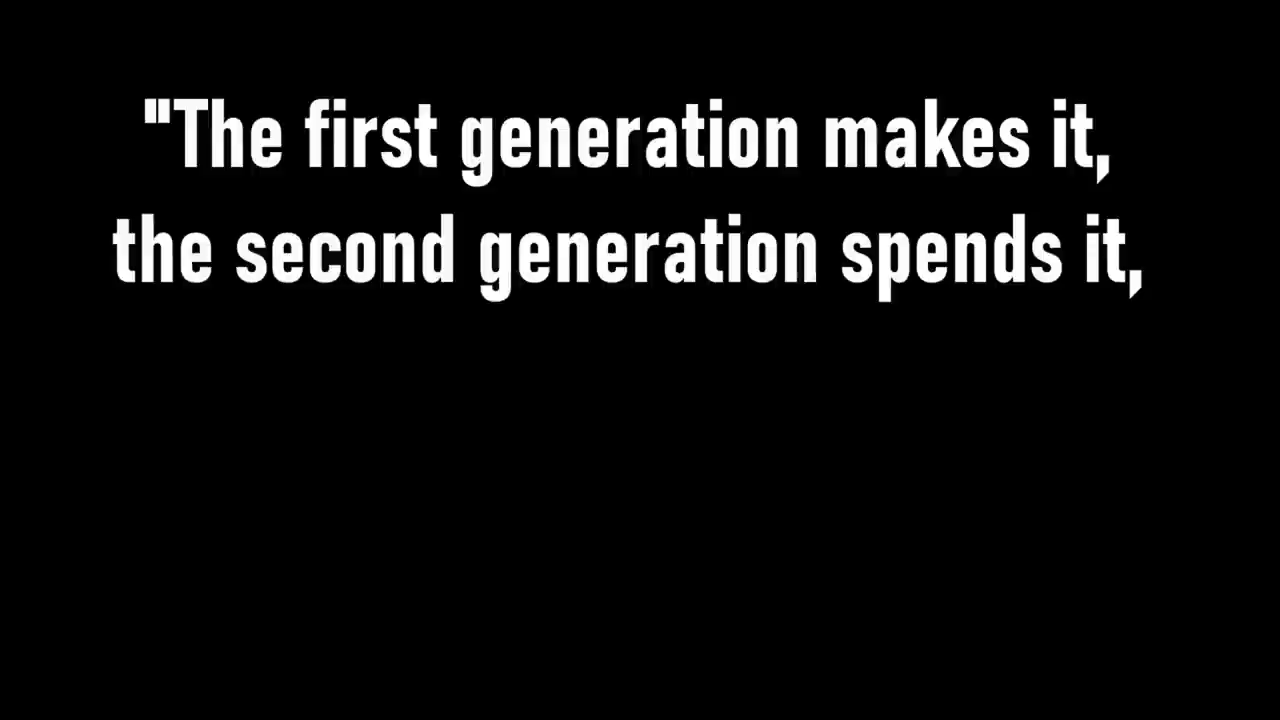 "The first generation makes it,
the second generation spends it,